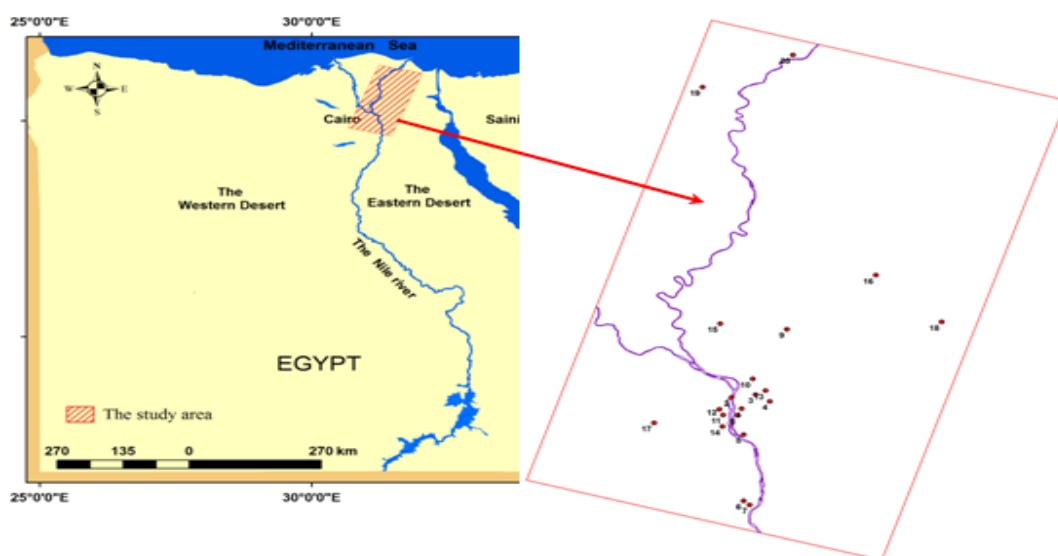 25°0'0"E
30°0'0"E
Mediterranean Sea
N
W E
S
Cairo
Saini
The
Western Desert
The
Eastern Desert
The Nile river
EGYPT
The study area
270 135 0 270 km
25°0'0"E
30°0'0"E
20
19
16
15
9
18
10
3
13
4
12
11
14
17
5
6
7